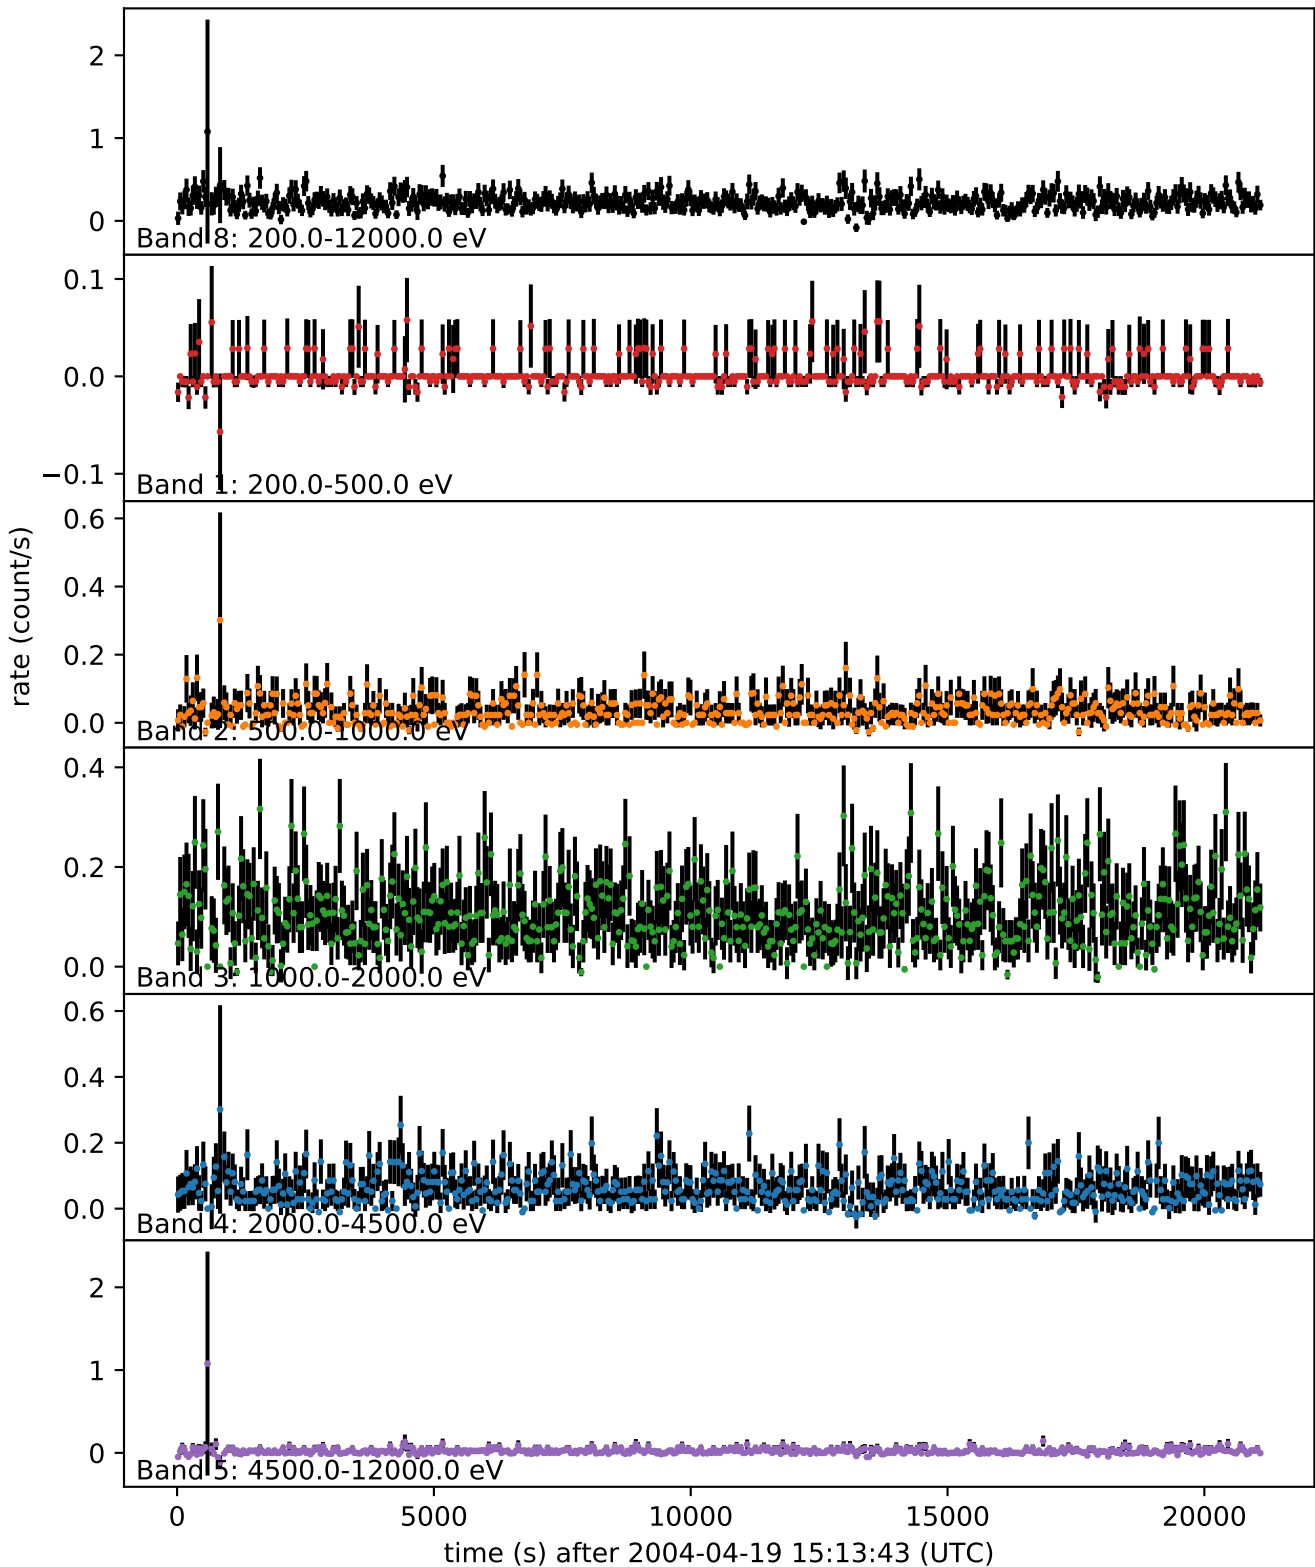 2
1
0
Band 8: 200.0-12000.0 eV
0.1
0.0
−0.1
Band 1: 200.0-500.0 eV
rate (count/s)
0.6
0.4
0.2
0.0
Band 2: 500.0-1000.0 eV
0.4
0.2
0.0
Band 3: 1000.0-2000.0 eV
0.6
0.4
0.2
0.0
Band 4: 2000.0-4500.0 eV
2
1
0
Band 5: 4500.0-12000.0 eV
0 5000 10000 15000 20000
time (s) after 2004-04-19 15:13:43 (UTC)